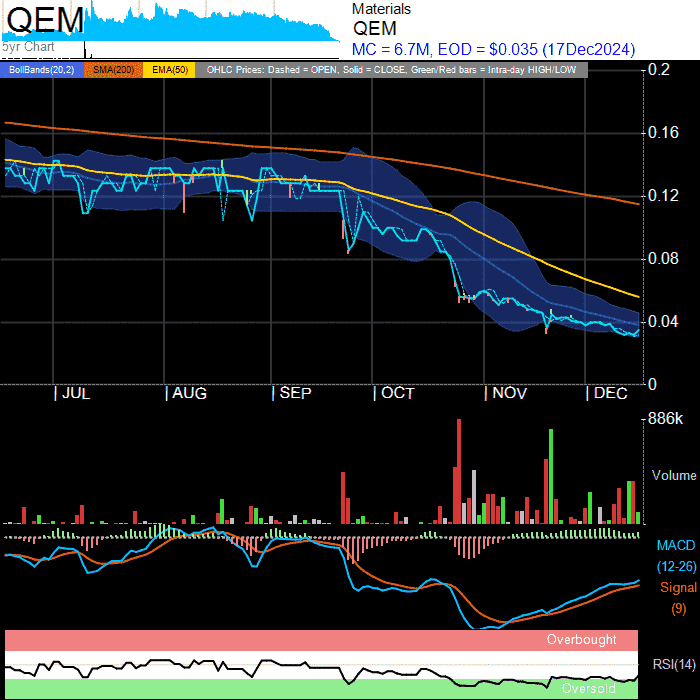 QEM
5yr Chart
Materials
QEM
MC = 6.7M, EOD = $0.035 (17Dec2024)
BollBands(20,2) SMA(200) EMA(50) OHLC Prices: Dashed = OPEN, Solid = CLOSE, Green/Red bars = Intra-day HIGH/LOW
0.2
0.16
0.12
0.08
0.04
0
| JUL | AUG | SEP | OCT | NOV | DEC
886k
Volume
MACD
(12-26)
Signal
(9)
Overbought
RSI(14)
Oversold